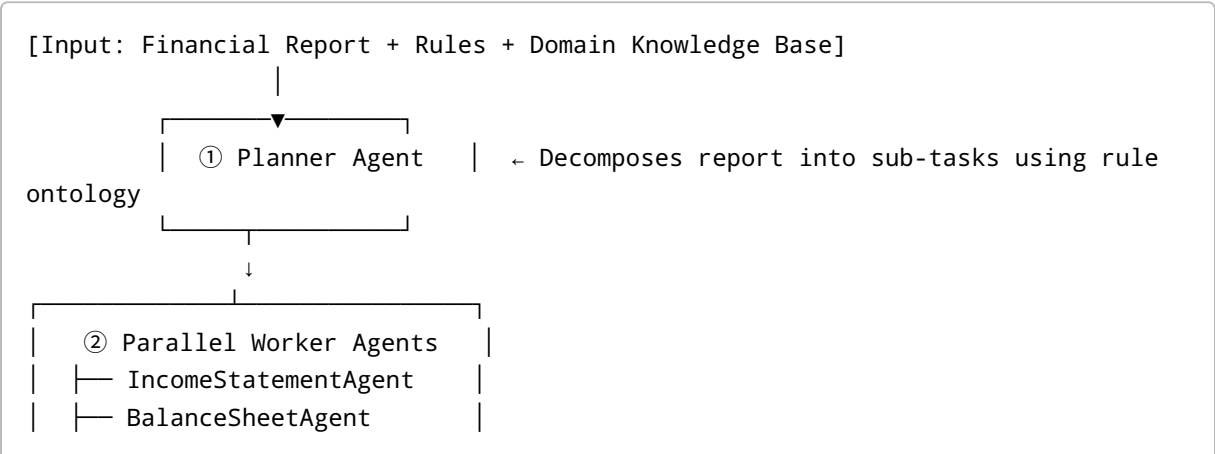 [Input: Financial Report + Rules + Domain Knowledge Base]
│
┌───────▼────────┐
│ ① Planner Agent │ ← Decomposes report into sub-tasks using rule
ontology
└─────┬──────────┘
↓
┌─────────────┴────────────────┐
│ ② Parallel Worker Agents │
│ ├── IncomeStatementAgent │
│ ├── BalanceSheetAgent │